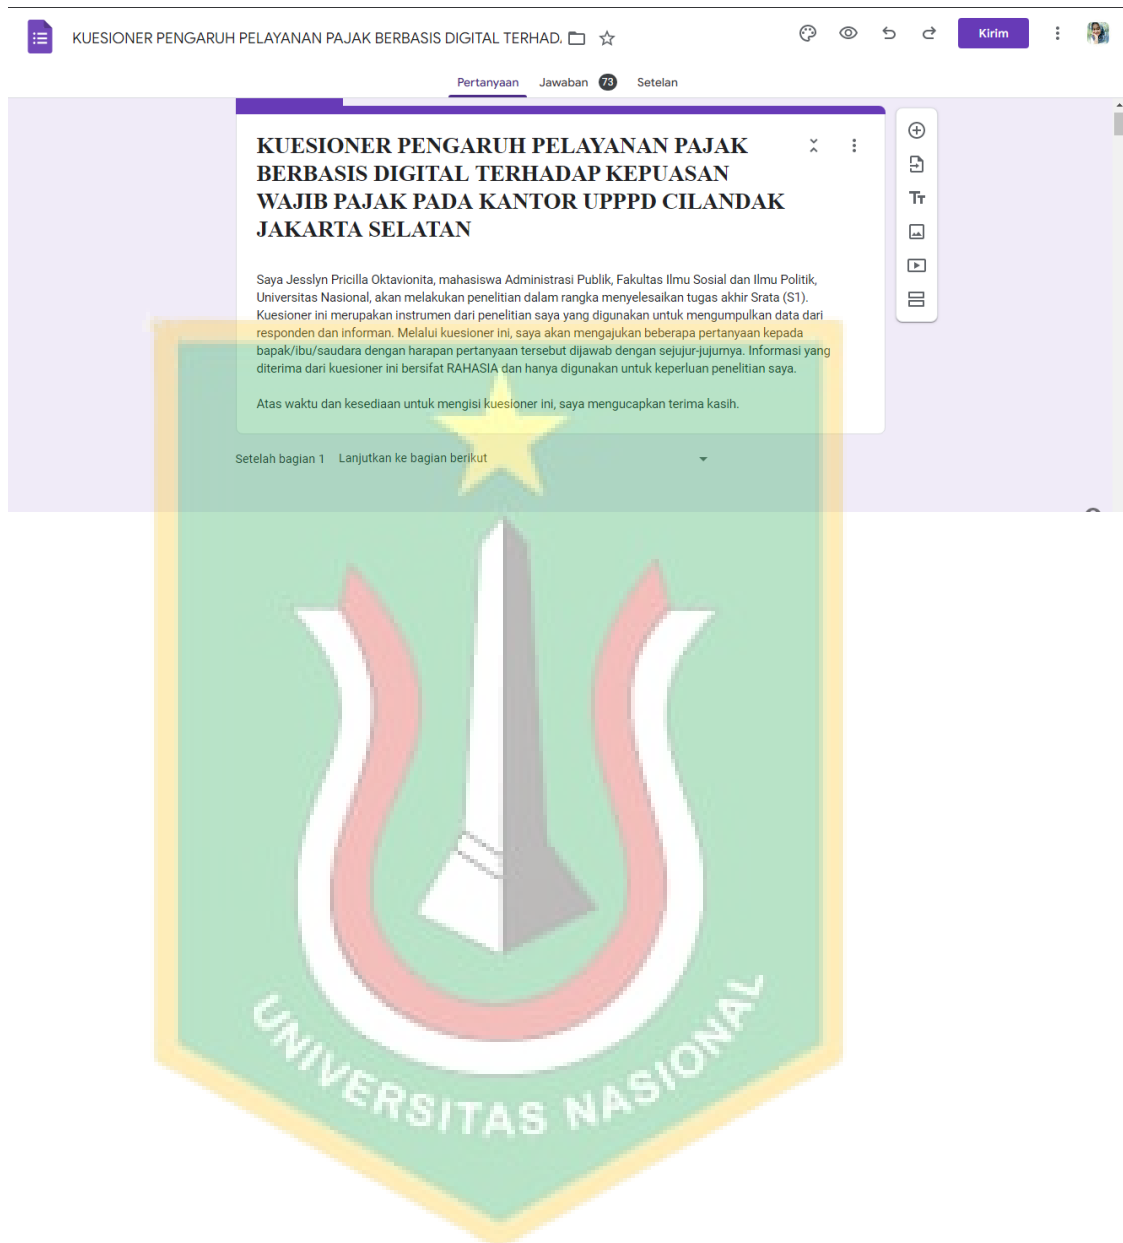 KUESIONER PENGARUH PELAYANAN PAJAK BERBASIS DIGITAL TERHAD.
Kirim
Pertanyaan Jawaban 73 Setelan
KUESIONER PENGARUH PELAYANAN PAJAK
BERBASIS DIGITAL TERHADAP KEPUASAN
WAJIB PAJAK PADA KANTOR UPPPD CILANDAK
JAKARTA SELATAN
Saya Jesslyn Pricilla Oktavionita, mahasiswa Administrasi Publik, Fakultas Ilmu Sosial dan Ilmu Politik,
Universitas Nasional, akan melakukan penelitian dalam rangka menyelesaikan tugas akhir Srata (S1).
Kuesioner ini merupakan instrumen dari penelitian saya yang digunakan untuk mengumpulkan data dari
responden dan informan. Melalui kuesioner ini, saya akan mengajukan beberapa pertanyaan kepada
bapak/ibu/saudara dengan harapan pertanyaan tersebut dijawab dengan sejujur-jujurnya. Informasi yang
diterima dari kuesioner ini bersifat RAHASIA dan hanya digunakan untuk keperluan penelitian saya.
Atas waktu dan kesediaan untuk mengisi kuesioner ini, saya mengucapkan terima kasih.
Setelah bagian 1 Lanjutkan ke bagian berikut
UNIVERSITAS NASIONAL